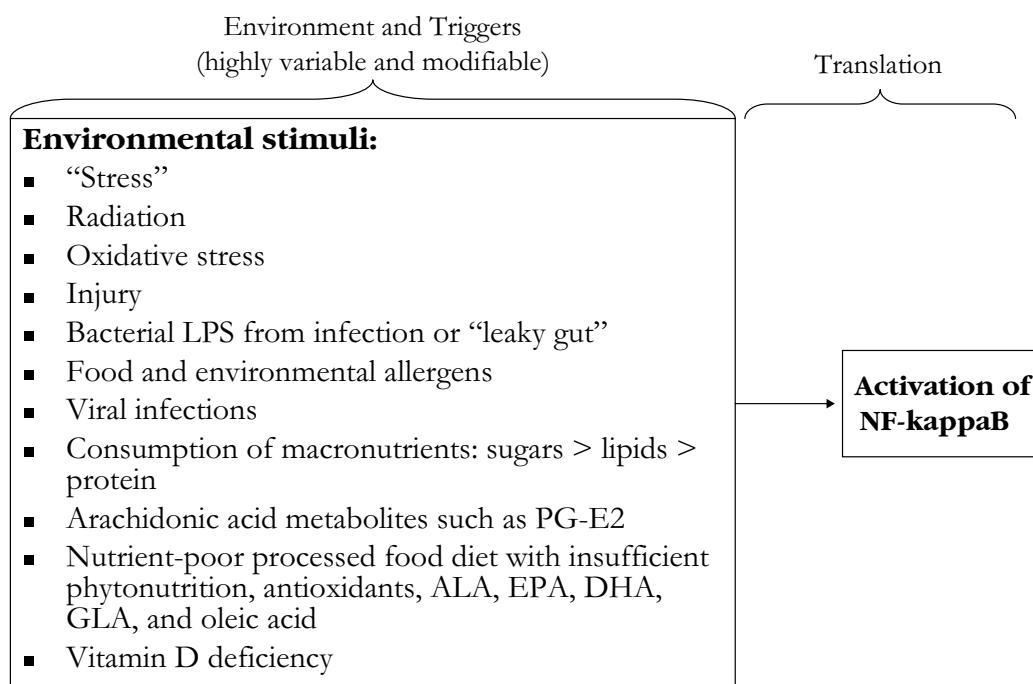 Environment and Triggers
(highly variable and modifiable)
Translation
Environmental stimuli:
▪ “Stress”
▪ Radiation
▪ Oxidative stress
▪ Injury
▪ Bacterial LPS from infection or “leaky gut”
▪ Food and environmental allergens
▪ Viral infections
▪ Consumption of macronutrients: sugars > lipids >
protein
▪ Arachidonic acid metabolites such as PG-E2
▪ Nutrient-poor processed food diet with insufficient
phytonutrition, antioxidants, ALA, EPA, DHA,
GLA, and oleic acid
▪ Vitamin D deficiency
Activation of
NF-kappaB